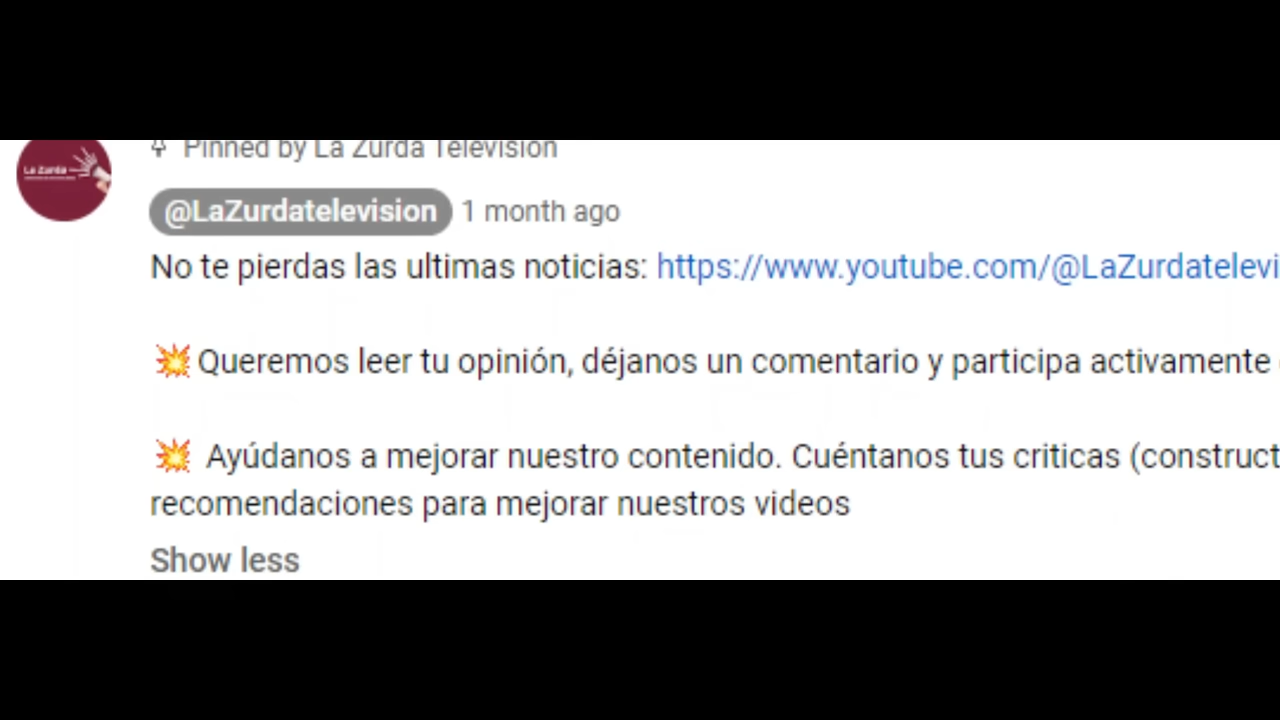 Pinned by La Zurda Television
La Zurda
@LaZurdatelevision 1 month ago
No te pierdas las ultimas noticias: https://www.youtube.com/@LaZurdatelevi
💥Queremos leer tu opinión, déjanos un comentario y participa activamente
💥 Ayúdanos a mejorar nuestro contenido. Cuéntanos tus criticas (construct
recomendaciones para mejorar nuestros videos
Show less